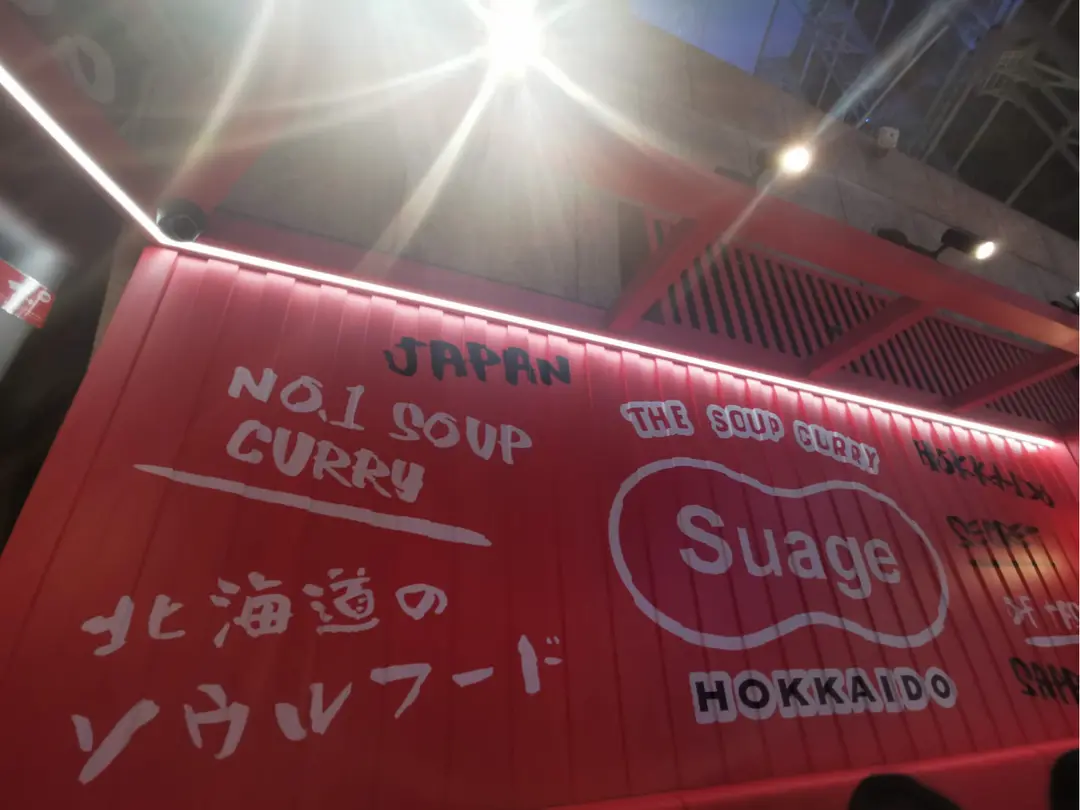 JAPAN
NO.1 SOUP
CURRY
北海道の
ソウルフード
THE SOUP CURRY
Suage
HOKKAIDO
HOKKAIDO